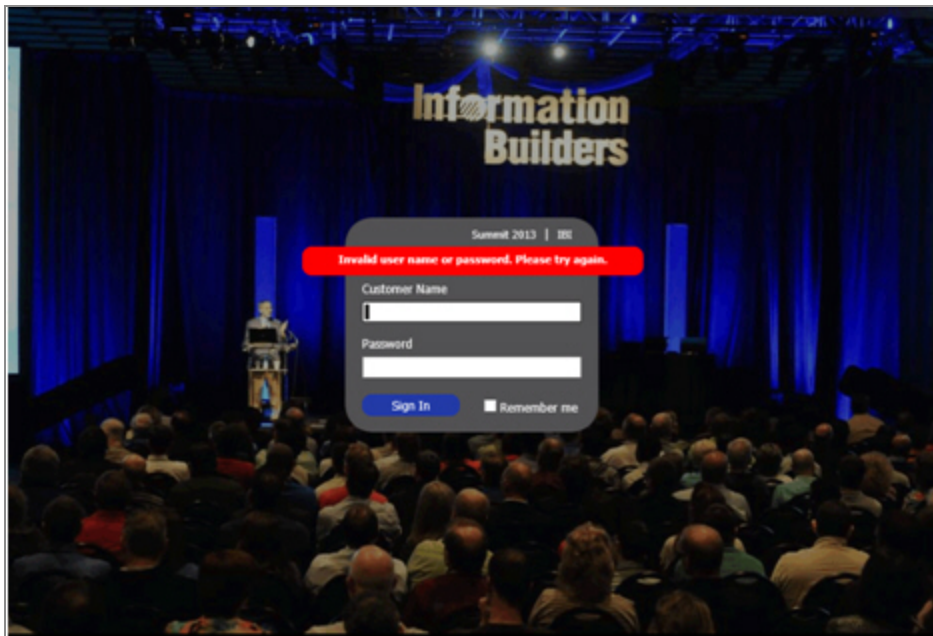 Information
Builders
Summit 2013 | IBI
Invalid user name or password. Please try again.
Customer Name
Password
Sign In
Remember me